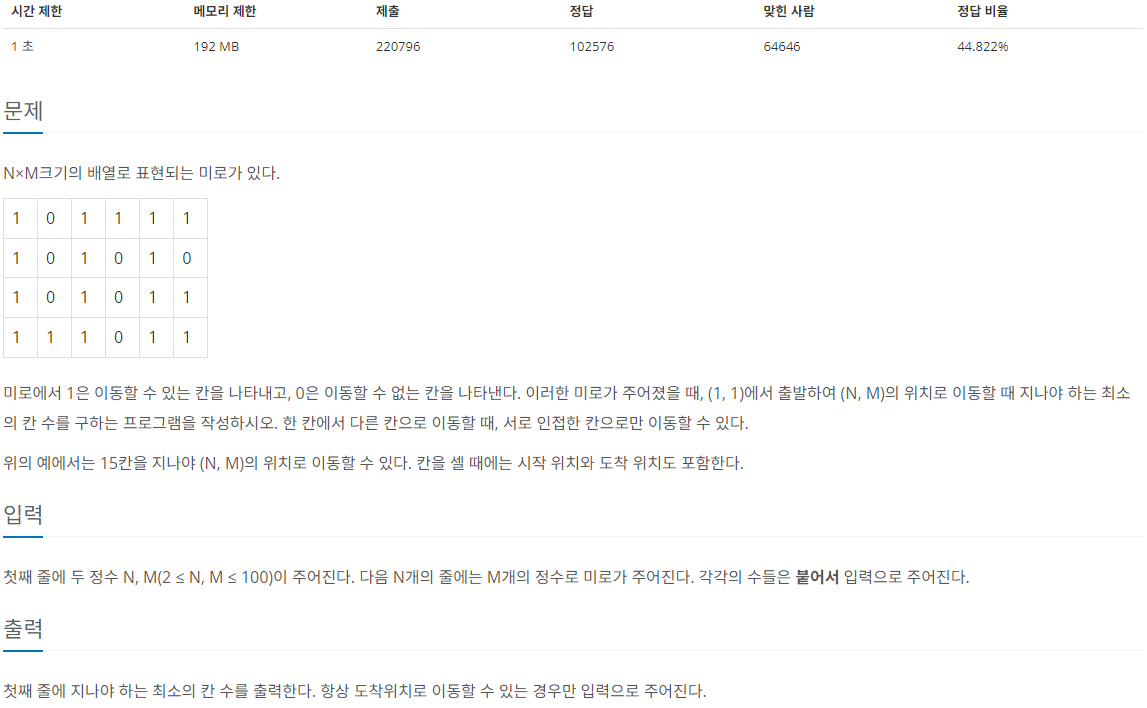 시간 제한 메모리 제한 제출 정답 맞힌 사람 정답 비율
1 초 192 MB 220796 102576 64646 44.822%
문제
N×M크기의 배열로 표현되는 미로가 있다.
1 0 1 1 1 1
1 0 1 0 1 0
1 0 1 0 1 1
1 1 1 0 1 1
미로에서 1은 이동할 수 있는 칸을 나타내고, 0은 이동할 수 없는 칸을 나타낸다. 이러한 미로가 주어졌을 때, (1, 1)에서 출발하여 (N, M)의 위치로 이동할 때 지나야 하는 최소
의 칸 수를 구하는 프로그램을 작성하시오. 한 칸에서 다른 칸으로 이동할 때, 서로 인접한 칸으로만 이동할 수 있다.
위의 예에서는 15칸을 지나야 (N, M)의 위치로 이동할 수 있다. 칸을 셀 때에는 시작 위치와 도착 위치도 포함한다.
입력
첫째 줄에 두 정수 N, M(2 ≤ N, M ≤ 100)이 주어진다. 다음 N개의 줄에는 M개의 정수로 미로가 주어진다. 각각의 수들은 붙어서 입력으로 주어진다.
출력
첫째 줄에 지나야 하는 최소의 칸 수를 출력한다. 항상 도착위치로 이동할 수 있는 경우만 입력으로 주어진다.